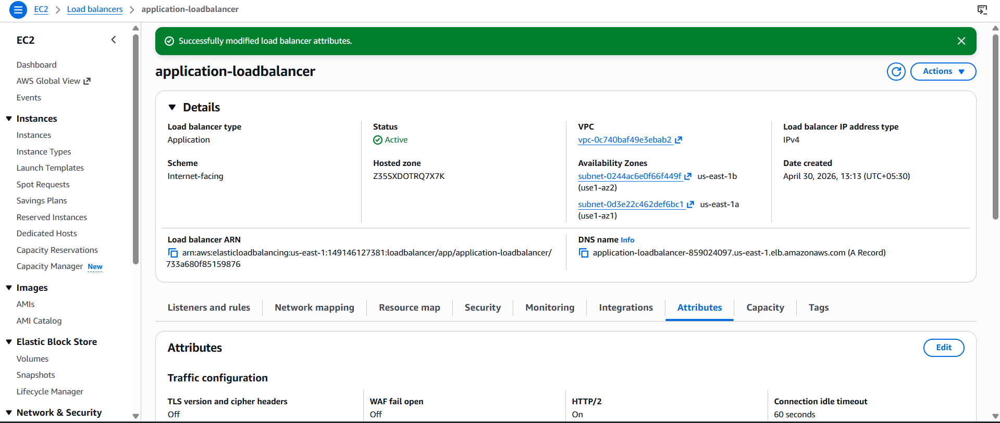 EC2 > Load balancers > application-loadbalancer
EC2
Dashboard
AWS Global View
Events
Instances
Instances
Instance Types
Launch Templates
Spot Requests
Savings Plans
Reserved Instances
Dedicated Hosts
Capacity Reservations
Capacity Manager New
Images
AMIs
AMI Catalog
Elastic Block Store
Volumes
Snapshots
Lifecycle Manager
Network & Security
Successfully modified load balancer attributes.
application-loadbalancer
Actions
Details
Load balancer type
Application
Status
Active
VPC
vpc-0c740baf49e3ebab2
Load balancer IP address type
IPv4
Scheme
Internet-facing
Hosted zone
Z35SXDOTRQ7X7K
Availability Zones
subnet-0244ac6e0f66f449f us-east-1b
(use1-az2)
subnet-0d3e22c462def6bc1 us-east-1a
(use1-az1)
Date created
April 30, 2026, 13:13 (UTC+05:30)
Load balancer ARN
arn:aws:elasticloadbalancing:us-east-1:149146127381:loadbalancer/app/application-loadbalancer/
733a680f85159876
DNS name Info
application-loadbalancer-859024097.us-east-1.elb.amazonaws.com (A Record)
Listeners and rules
Network mapping
Resource map
Security
Monitoring
Integrations
Attributes
Capacity
Tags
Attributes
Edit
Traffic configuration
TLS version and cipher headers
Off
WAF fail open
Off
HTTP/2
On
Connection idle timeout
60 seconds